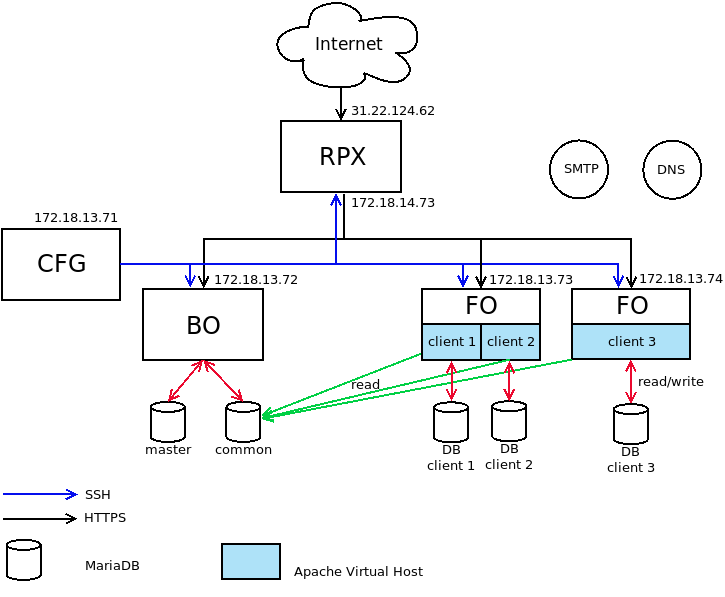 Internet
31.22.124.62
RPX
SMTP
DNS
172.18.14.73
172.18.13.71
CFG
172.18.13.72
172.18.13.73
172.18.13.74
BO
FO
FO
client 1
client 2
client 3
read
read/write
master
common
DB
client 1
DB
client 2
DB
client 3
SSH
HTTPS
MariaDB
Apache Virtual Host